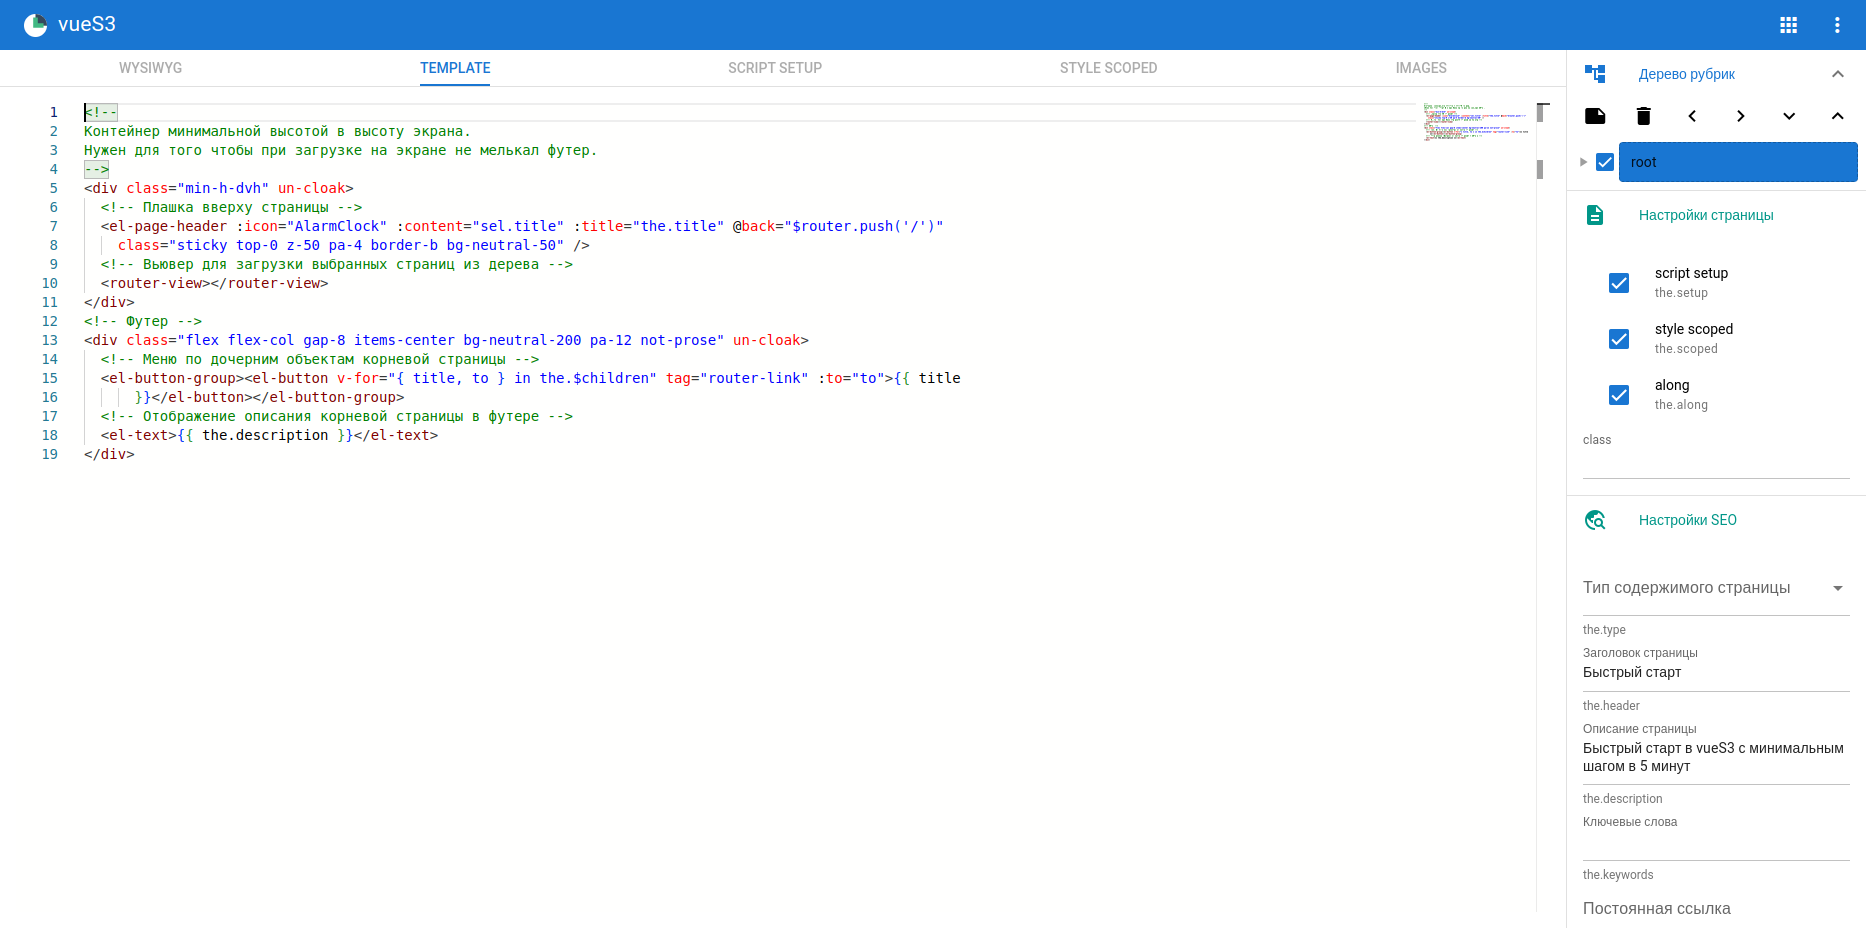 vueS3
WYSIWYG
TEMPLATE
SCRIPT SETUP
STYLE SCOPED
IMAGES
1 <!--
2 Контейнер минимальной высотой в высоту экрана.
3 Нужен для того чтобы при загрузке на экране не мелькал футер.
4 -->
5 <div class="min-h-dvh" un-cloak>
6 <!-- Плашка вверху страницы -->
7 <el-page-header :icon="AlarmClock" :content="sel.title" :title="the.title" @back="$router.push('/')"
8 class="sticky top-0 z-50 pa-4 border-b bg-neutral-50" />
9 <!-- Вьювер для загрузки выбранных страниц из дерева -->
10 <router-view></router-view>
11 </div>
12 <!-- Футер -->
13 <div class="flex flex-col gap-8 items-center bg-neutral-200 pa-12 not-prose" un-cloak>
14 <!-- Меню по дочерним объектам корневой страницы -->
15 <el-button-group><el-button v-for="{ title, to } in the.$children" tag="router-link" :to="to">{{ title
16 }}</el-button></el-button-group>
17 <!-- Отображение описания корневой страницы в футере -->
18 <el-text>{{ the.description }}</el-text>
19 </div>
Дерево рубрик
root
Настройки страницы
script setup
the.setup
style scoped
the.scoped
along
the.along
class
Настройки SEO
Тип содержимого страницы
the.type
Заголовок страницы
Быстрый старт
the.header
Описание страницы
Быстрый старт в vueS3 с минимальным
шагом в 5 минут
the.description
Ключевые слова
the.keywords
Постоянная ссылка